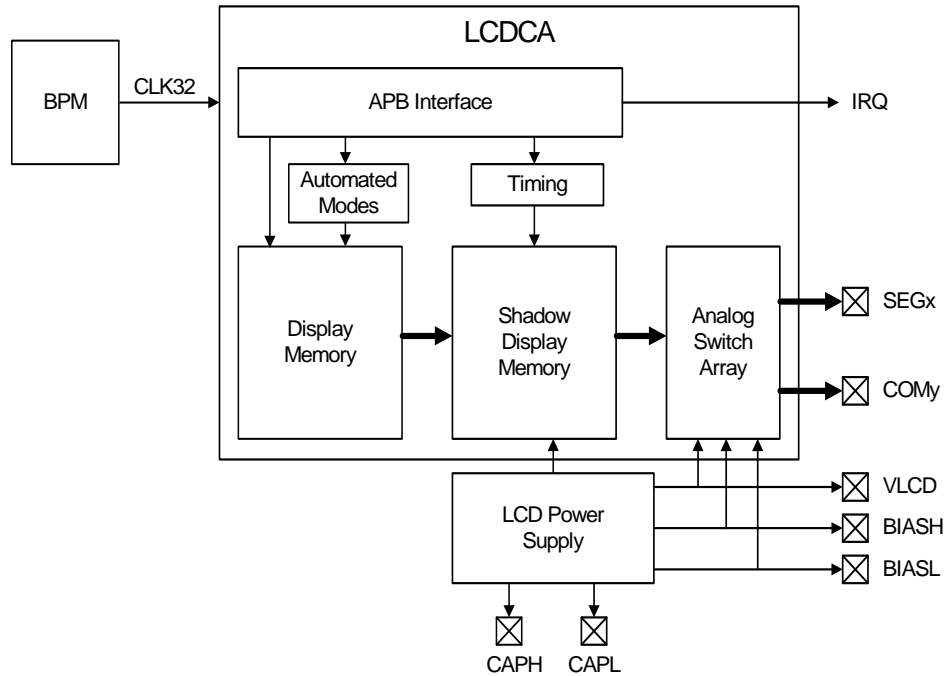 LCDCA
BPM
CLK32
APB Interface
IRQ
Automated
Modes
Timing
Display
Memory
Shadow
Display
Memory
Analog
Switch
Array
SEGx
COMy
LCD Power
Supply
VLCD
BIASH
BIASL
CAPH
CAPL